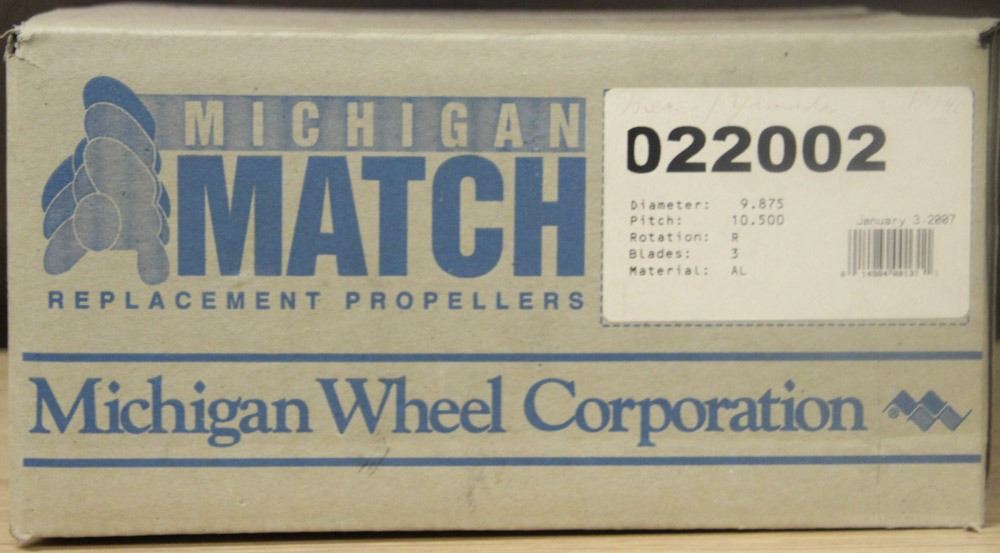 MICHIGAN
MATCH
REPLACEMENT PROPELLERS
022002
Diameter: 9.875
Pitch: 10.500
Rotation: R
Blades: 3
Material: AL
January 3 2007
Michigan Wheel Corporation
®